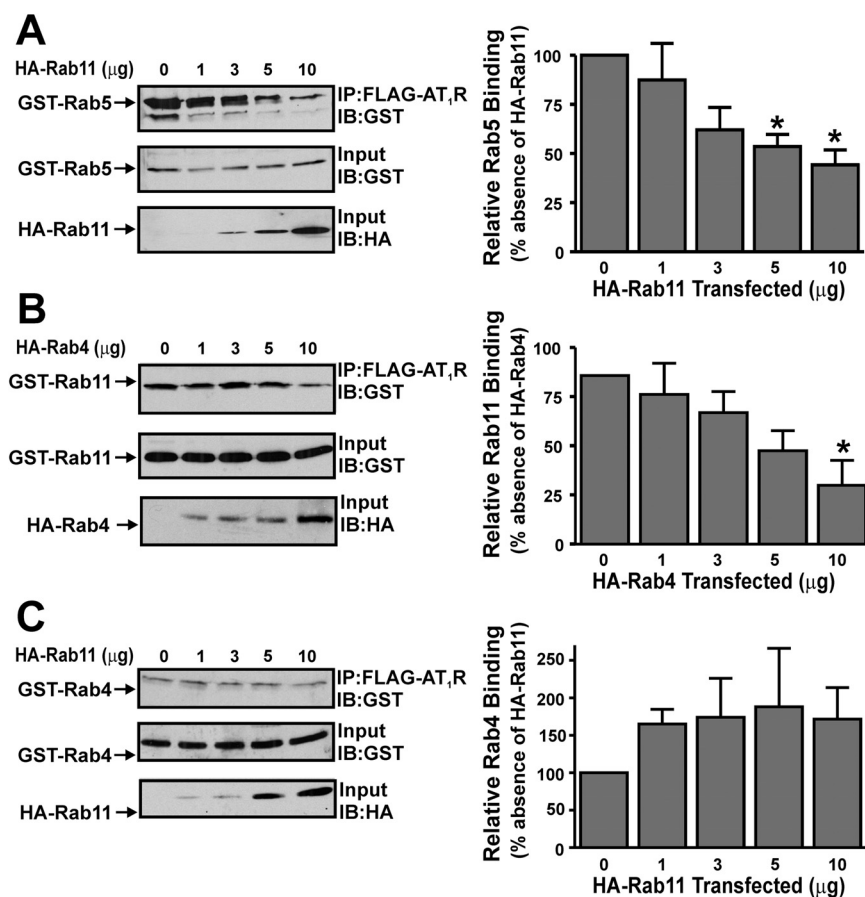 A
HA-Rab11 (µg) 0 1 3 5 10
GST-Rab5 IP:FLAG-AT₁R
IB:GST
GST-Rab5 Input
IB:GST
HA-Rab11 Input
IB:HA
Relative Rab5 Binding
(% absence of HA-Rab11)
100
75
50
25
0
* *
0 1 3 5 10
HA-Rab11 Transfected (µg)
B
HA-Rab4 (µg) 0 1 3 5 10
GST-Rab11 IP:FLAG-AT₁R
IB:GST
GST-Rab11 Input
IB:GST
HA-Rab4 Input
IB:HA
Relative Rab11 Binding
(% absence of HA-Rab4)
100
75
50
25
0
*
0 1 3 5 10
HA-Rab4 Transfected (µg)
C
HA-Rab11 (µg) 0 1 3 5 10
GST-Rab4 IP:FLAG-AT₁R
IB:GST
GST-Rab4 Input
IB:GST
HA-Rab11 Input
IB:HA
Relative Rab4 Binding
(% absence of HA-Rab11)
250
200
150
100
50
0
0 1 3 5 10
HA-Rab11 Transfected (µg)